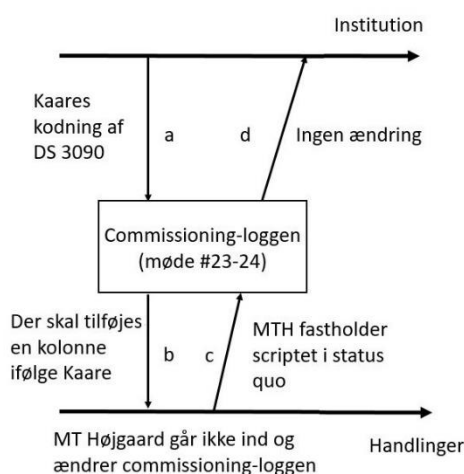 Institution
Kaares
kodning af
DS 3090
a
d
Ingen ændring
Commissioning-loggen
(møde #23-24)
Der skal tilføjes
en kolonne
ifølge Kaare
b
c
MTH fastholder
scriptet i status
quo
MT Højgaard går ikke ind og
ændrer commissioning-loggen
Handlinger